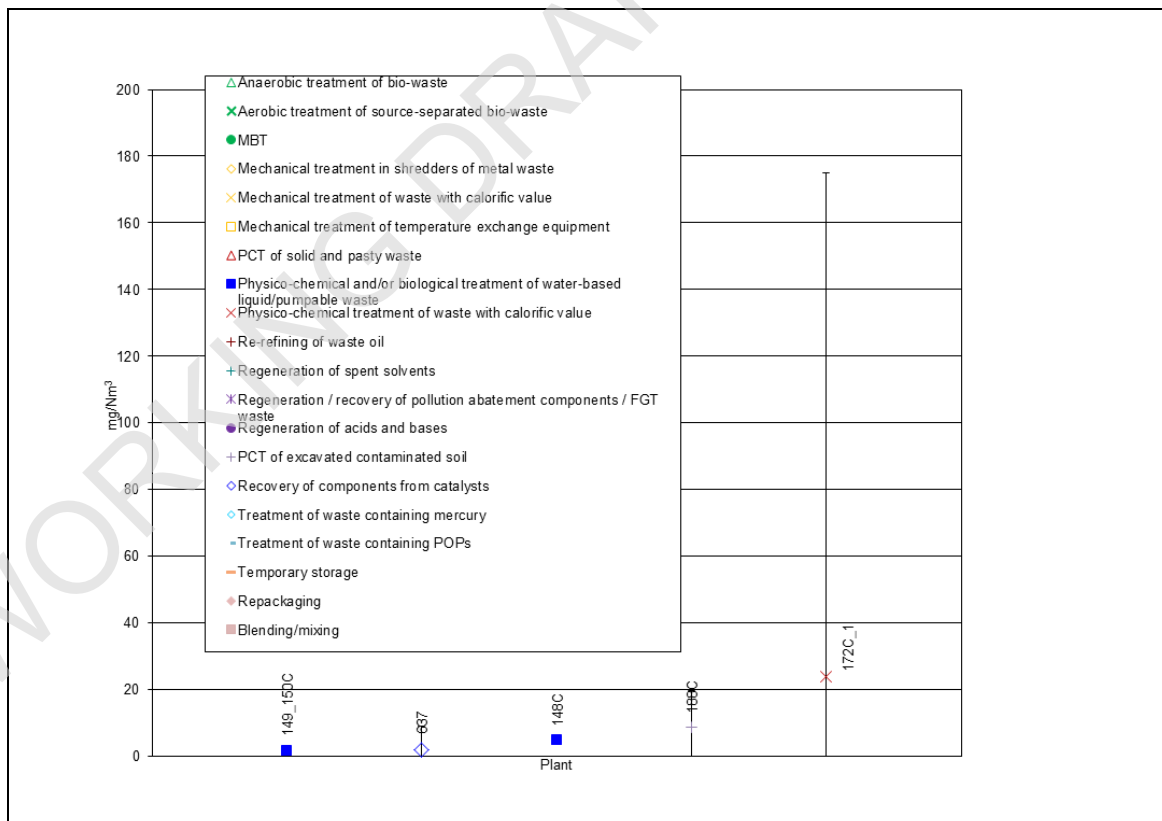 WORKING DRA
200
180
160
140
120
100
80
60
40
20
0
mg/Nm³
Anaerobic treatment of bio-waste
Aerobic treatment of source-separated bio-waste
MBT
Mechanical treatment in shredders of metal waste
Mechanical treatment of waste with calorific value
Mechanical treatment of temperature exchange equipment
PCT of solid and pasty waste
Physico-chemical and/or biological treatment of water-based
liquid/pumpable waste
Physico-chemical treatment of waste with calorific value
Re-refining of waste oil
Regeneration of spent solvents
Regeneration / recovery of pollution abatement components / FGT
waste
Regeneration of acids and bases
PCT of excavated contaminated soil
Recovery of components from catalysts
Treatment of waste containing mercury
Treatment of waste containing POPs
Temporary storage
Repackaging
Blending/mixing
149_150C
637
148C
172C_1
Plant